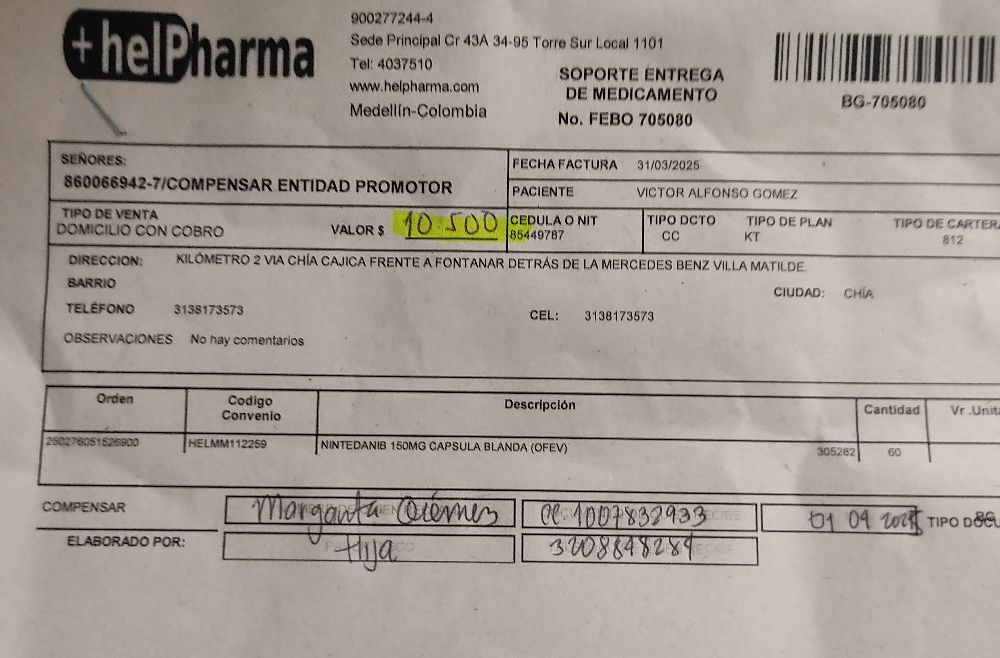 +helPharma
900277244-4
Sede Principal Cr 43A 34-95 Torre Sur Local 1101
Tel: 4037510
www.helpharma.com
Medellín-Colombia
SOPORTE ENTREGA
DE MEDICAMENTO
No. FEBO 705080
BG-705080
SEÑORES:
860066942-7/COMPENSAR ENTIDAD PROMOTOR
FECHA FACTURA 31/03/2025
PACIENTE VICTOR ALFONSO GOMEZ
TIPO DE VENTA
DOMICILIO CON COBRO
VALOR $ 10.500
CEDULA O NIT
85449787
TIPO DCTO
CC
TIPO DE PLAN
KT
TIPO DE CARTERA
812
DIRECCION: KILÓMETRO 2 VIA CHÍA CAJICA FRENTE A FONTANAR DETRÁS DE LA MERCEDES BENZ VILLA MATILDE
BARRIO
CIUDAD: CHÍA
TELÉFONO 3138173573
CEL: 3138173573
OBSERVACIONES No hay comentarios
Orden
Codigo
Convenio
Descripción
Cantidad
Vr .Unita
250276051526900 HELMM112259 NINTEDANIB 150MG CAPSULA BLANDA (OFEV) 305282 60
COMPENSAR Margarita CC 1007838933 01 04 TIPO
ELABORADO POR: Hija 3208848284